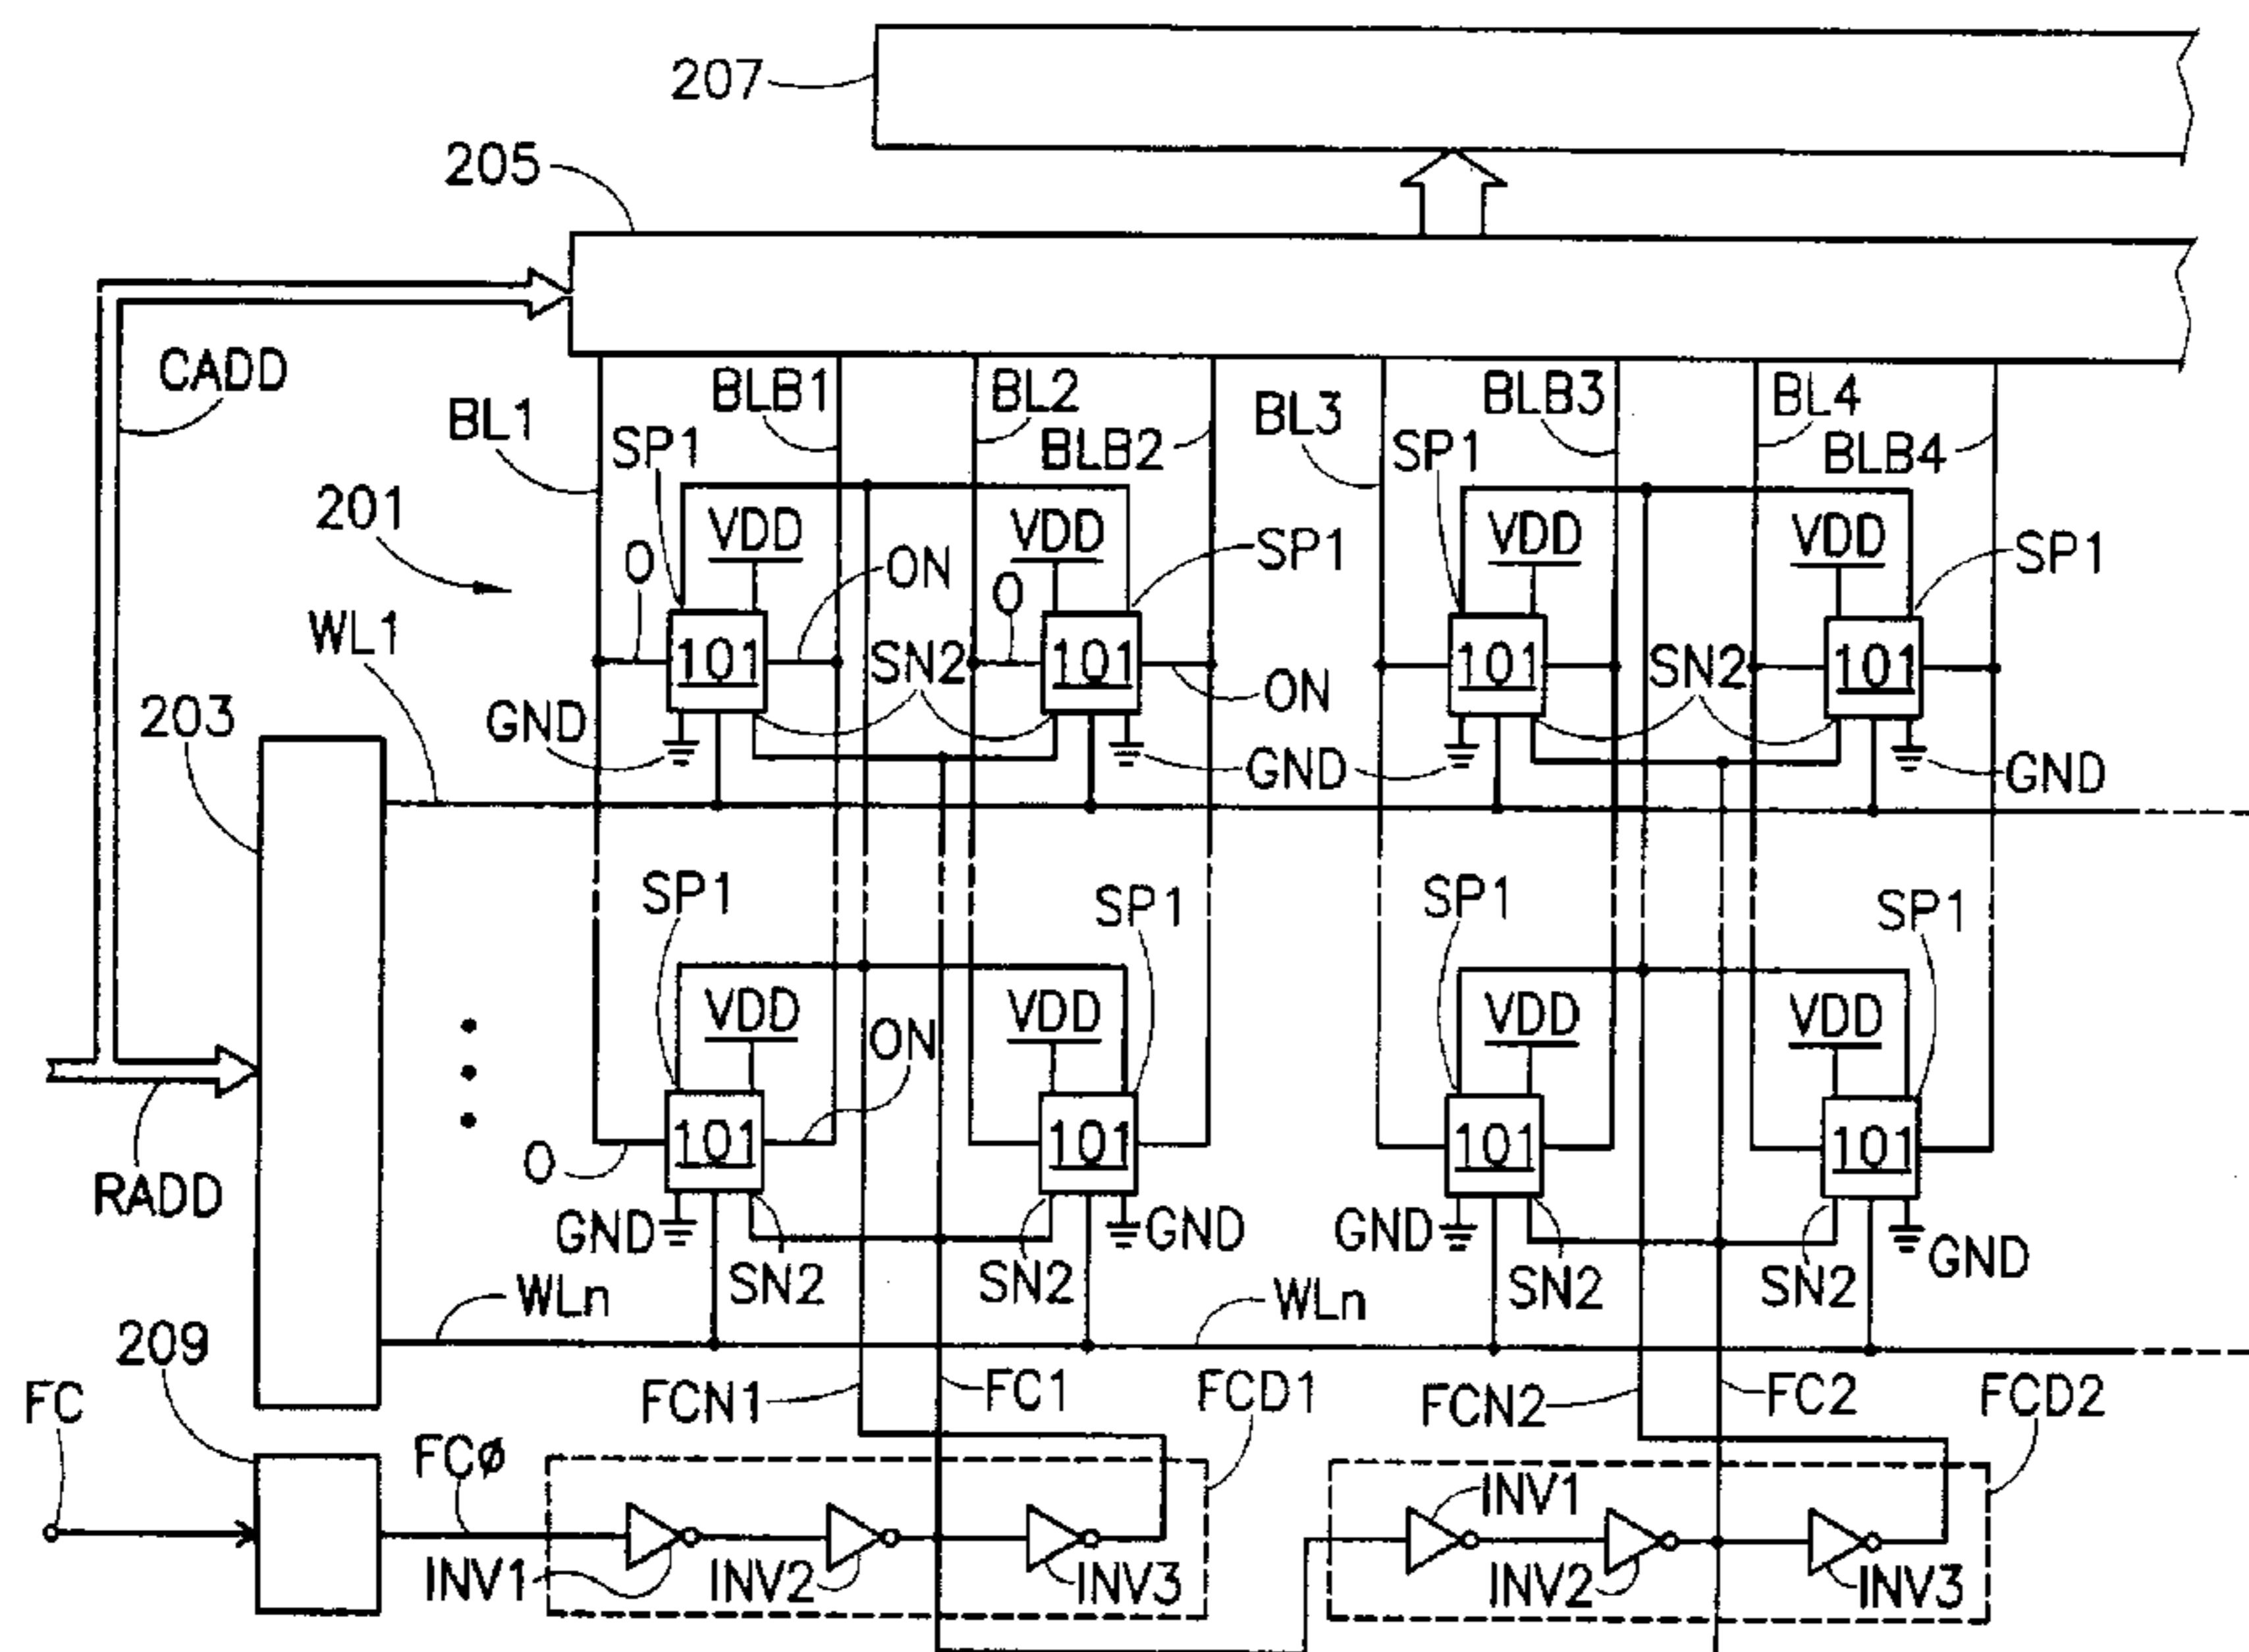 207
205
CADD
BL1
BLB1
BL2
BLB2
BL3
BLB3
BL4
BLB4
SP1
SP1
201
VDD
VDD
SP1
VDD
VDD
SP1
O
ON
O
WL1
101
SN2
101
ON
101
SN2
101
203
GND
GND
GND
SP1
SP1
SP1
SP1
VDD
ON
VDD
VDD
VDD
101
101
101
101
O
RADD
GND
GND
GND
GND
SN2
SN2
SN2
SN2
WLn
WLn
209
FC
FCN1
FC1
FCD1
FCN2
FC2
FCD2
FCø
INV1
INV1
INV2
INV3
INV2
INV3